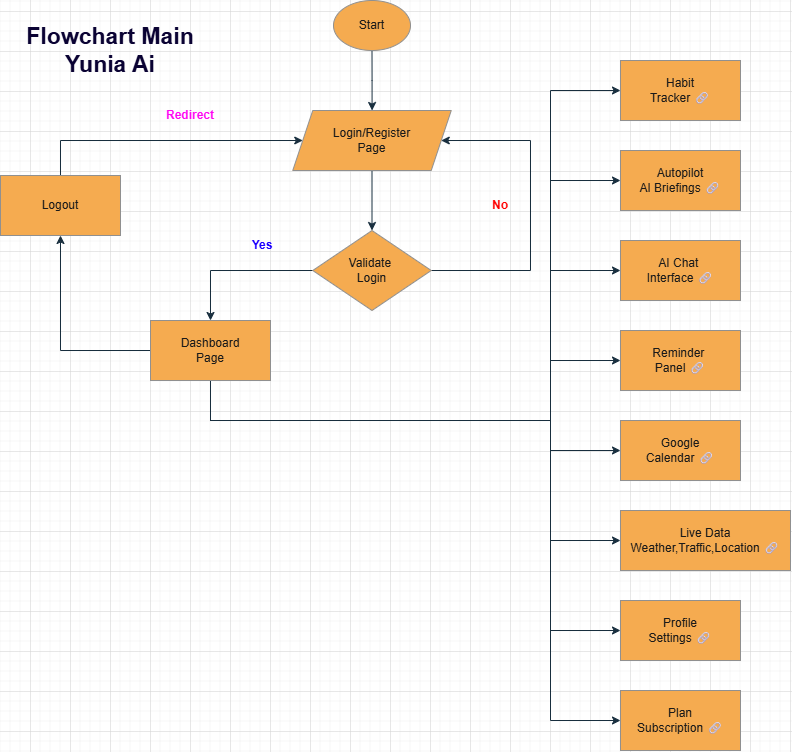 Flowchart Main
Yunia Ai
Start
Redirect
Login/Register
Page
Logout
No
Yes
Validate
Login
Dashboard
Page
Habit
Tracker
Autopilot
AI Briefings
AI Chat
Interface
Reminder
Panel
Google
Calendar
Live Data
Weather,Traffic,Location
Profile
Settings
Plan
Subscription